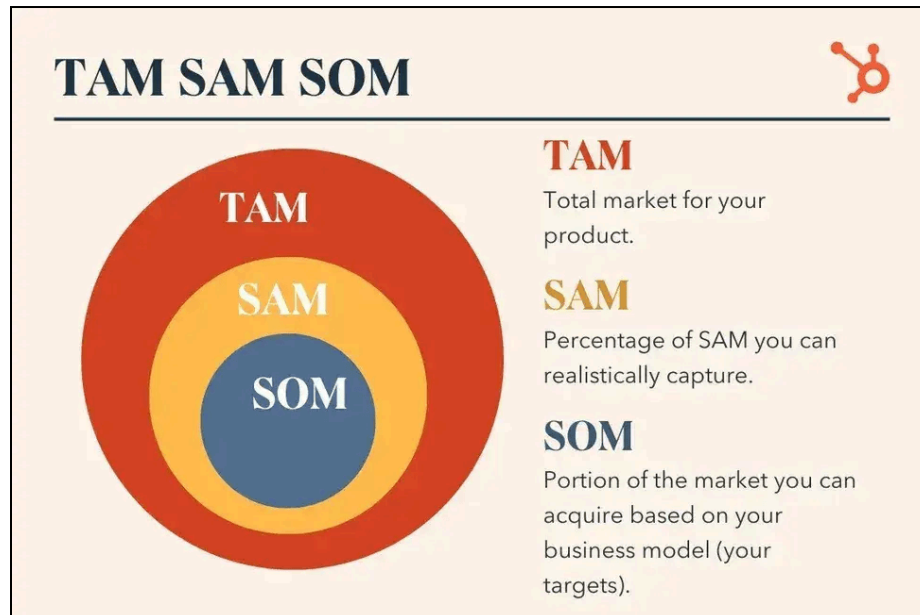 TAM SAM SOM
TAM
SAM
SOM
TAM
Total market for your
product.
SAM
Percentage of SAM you can
realistically capture.
SOM
Portion of the market you can
acquire based on your
business model (your
targets).